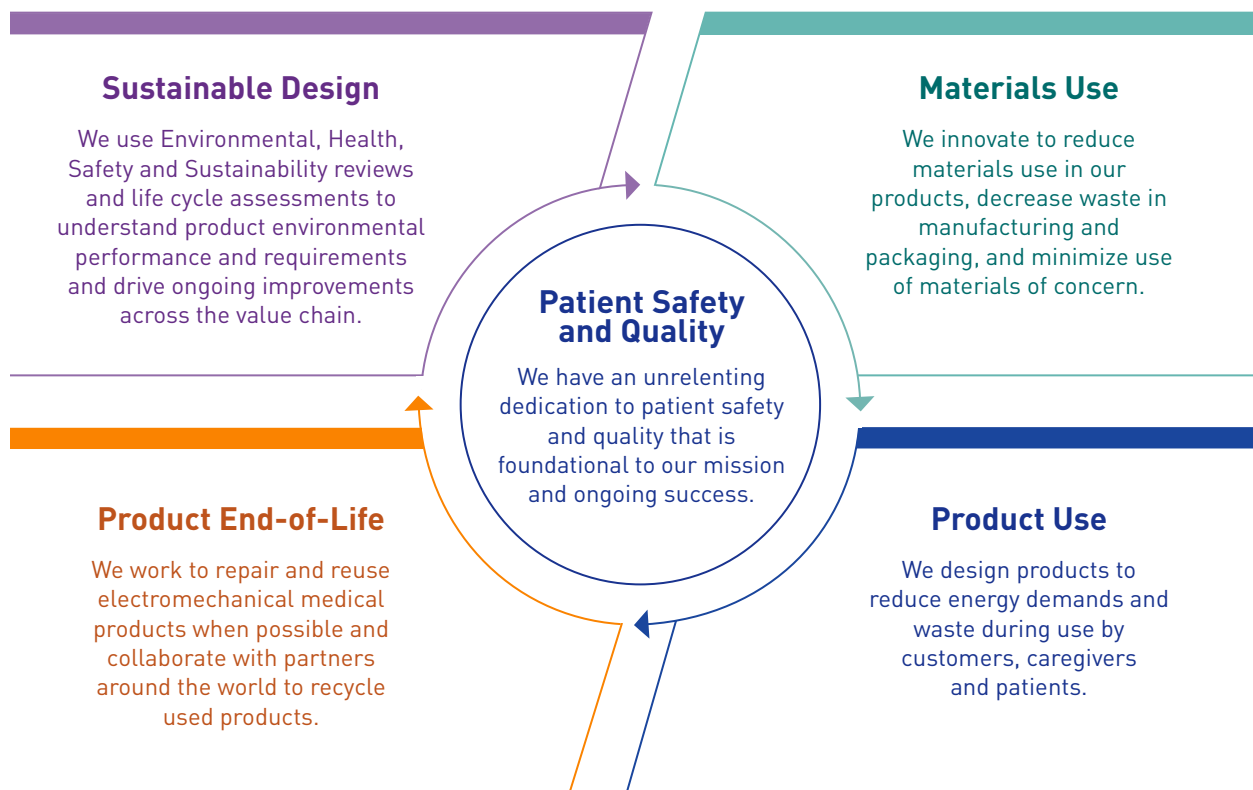 Sustainable Design
We use Environmental, Health,
Safety and Sustainability reviews
and life cycle assessments to
understand product environmental
performance and requirements
and drive ongoing improvements
across the value chain.
Materials Use
We innovate to reduce
materials use in our
products, decrease waste in
manufacturing and
packaging, and minimize use
of materials of concern.
Patient Safety
and Quality
We have an unrelenting
dedication to patient safety
and quality that is
foundational to our mission
and ongoing success.
Product End-of-Life
We work to repair and reuse
electromechanical medical
products when possible and
collaborate with partners
around the world to recycle
used products.
Product Use
We design products to
reduce energy demands and
waste during use by
customers, caregivers
and patients.